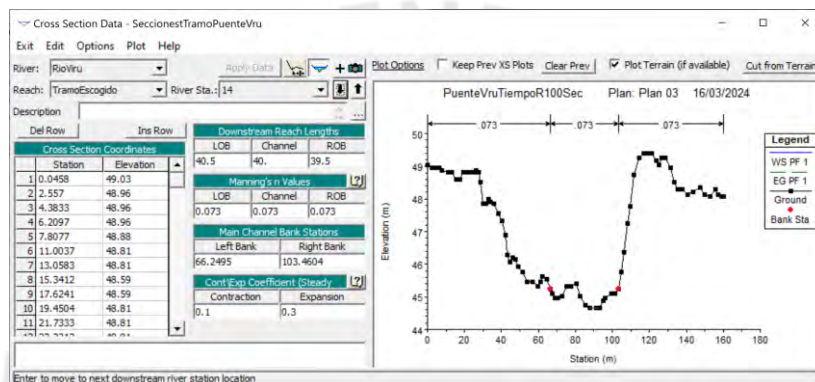 Cross Section Data - SeccionestTramoPuenteVru
Exit Edit Options Plot Help
River: RioViru Apply Data
Reach: TramoEscogido River Sta.: 14
Description
Del Row Ins Row
Cross Section Coordinates
Station Elevation
1 0.0458 49.03
2 2.557 48.96
3 4.3833 48.96
4 6.2097 48.96
5 7.8077 48.88
6 11.0037 48.81
7 13.0583 48.81
8 15.3412 48.59
9 17.6241 48.59
10 19.4504 48.81
11 21.7333 48.81
Downstream Reach Lengths
LOB Channel ROB
40.5 40. 39.5
Manning's n Values
LOB Channel ROB
0.073 0.073 0.073
Main Channel Bank Stations
Left Bank Right Bank
66.2495 103.4604
Cont\Exp Coefficient (Steady
Contraction Expansion
0.1 0.3
Enter to move to next downstream river station location
Plot Options Keep Prev XS Plots Clear Prev Plot Terrain (if available) Cut from Terrain
PuenteVruTiempoR100Sec Plan: Plan 03 16/03/2024
.073 .073 .073
Elevation (m)
50
49
48
47
46
45
44
0 20 40 60 80 100 120 140 160 180
Station (m)
Legend
WS PF 1
EG PF 1
Ground
Bank Sta